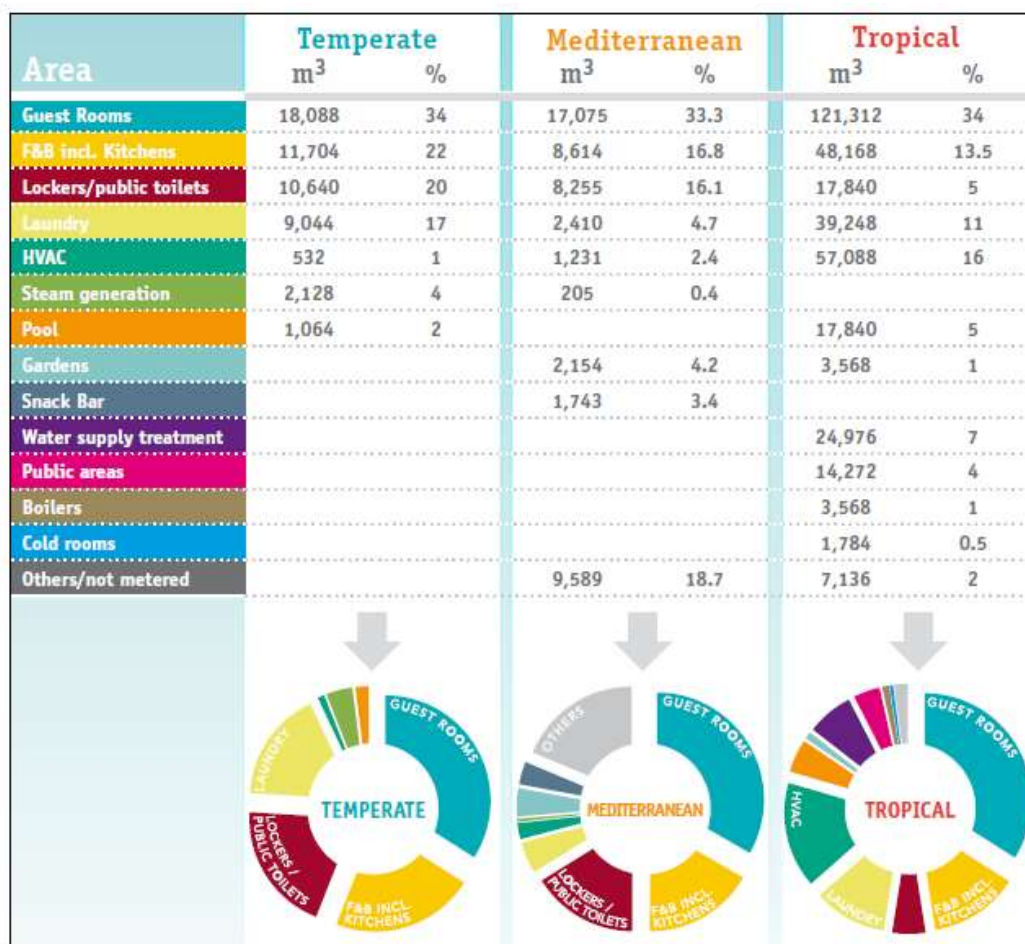 Area
Temperate
m³ %
Mediterranean
m³ %
Tropical
m³ %
Guest Rooms 18,088 34 17,075 33.3 121,312 34
F&B incl. Kitchens 11,704 22 8,614 16.8 48,168 13.5
Lockers/public toilets 10,640 20 8,255 16.1 17,840 5
Laundry 9,044 17 2,410 4.7 39,248 11
HVAC 532 1 1,231 2.4 57,088 16
Steam generation 2,128 4 205 0.4
Pool 1,064 2 17,840 5
Gardens 2,154 4.2 3,568 1
Snack Bar 1,743 3.4
Water supply treatment 24,976 7
Public areas 14,272 4
Boilers 3,568 1
Cold rooms 1,784 0.5
Others/not metered 9,589 18.7 7,136 2
GUEST ROOMS
LAUNDRY
TEMPERATE
LOCKERS /
PUBLIC TOILETS
F&B INCL.
KITCHENS
GUEST ROOMS
OTHERS
MEDITERRANEAN
LOCKERS /
PUBLIC TOILETS
F&B INCL.
KITCHENS
GUEST ROOMS
HVAC
TROPICAL
LAUNDRY
F&B INCL.
KITCHENS